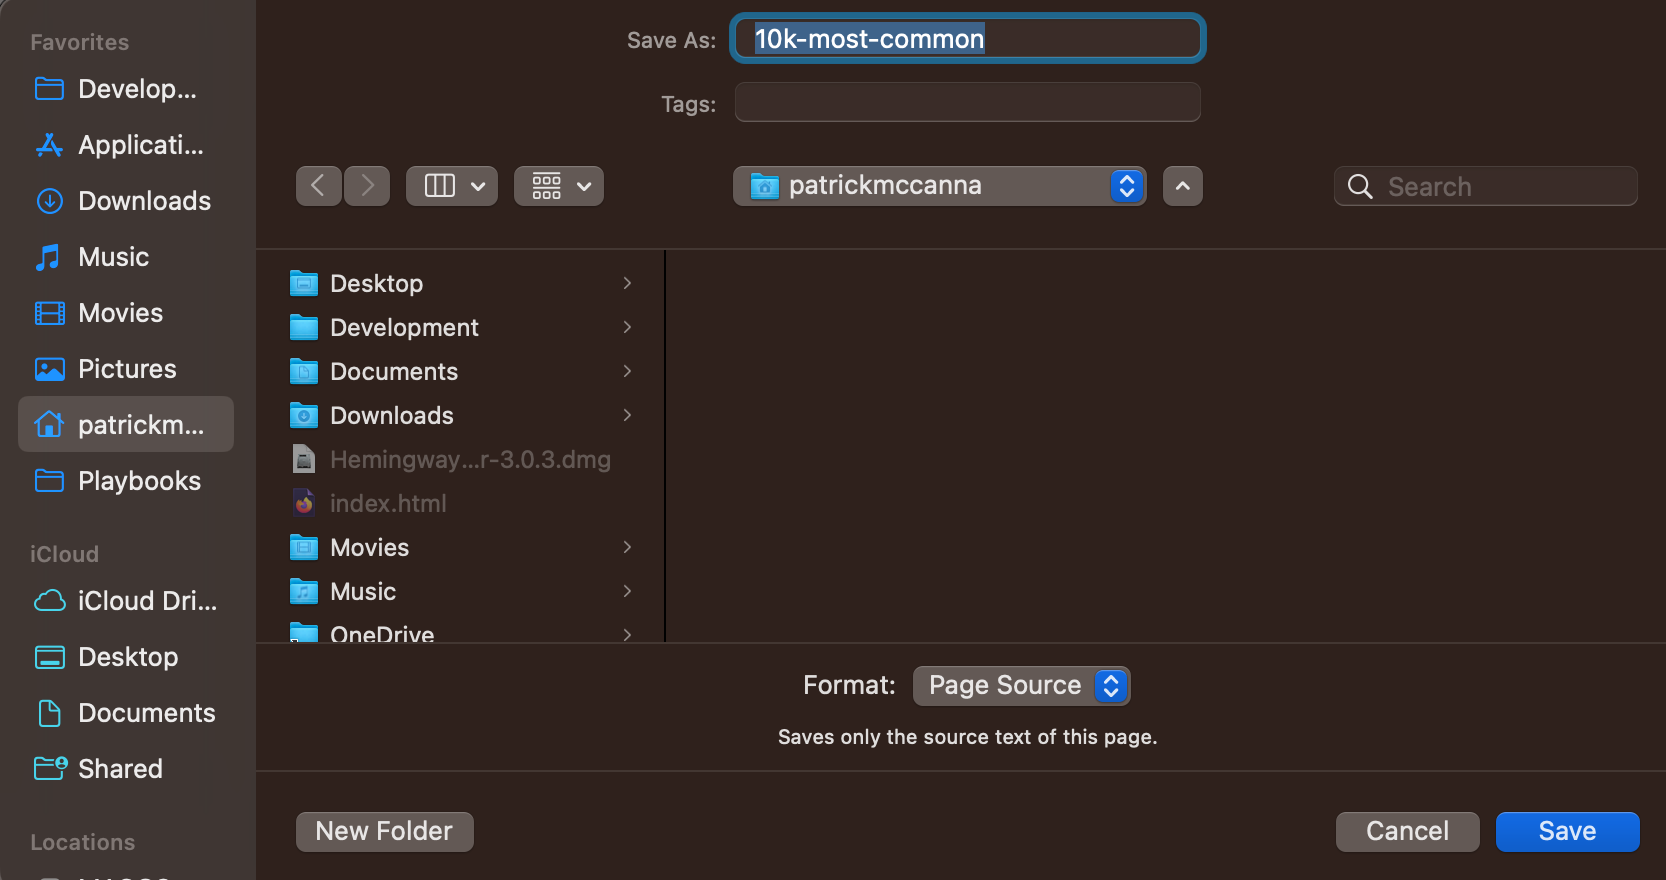 Favorites
Develop...
Applicati...
Downloads
Music
Movies
Pictures
patrickm...
Playbooks
iCloud
iCloud Dri...
Desktop
Documents
Shared
Locations
Save As: 10k-most-common
Tags:
patrickmccanna
Search
Desktop
Development
Documents
Downloads
Hemingway...r-3.0.3.dmg
index.html
Movies
Music
OneDrive
Format: Page Source
Saves only the source text of this page.
New Folder
Cancel
Save